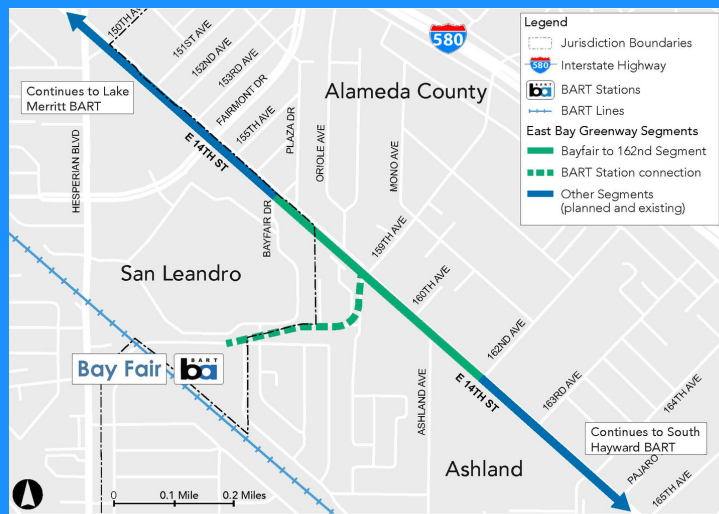 150TH AVE
151ST AVE
152ND AVE
153RD AVE
FAIRMONT DR
155TH AVE
580
Legend
Jurisdiction Boundaries
580
Interstate Highway
BART
ba
BART Stations
BART Lines
East Bay Greenway Segments
Bayfair to 162nd Segment
BART Station connection
Other Segments
(planned and existing)
Continues to Lake
Merritt BART
Alameda County
HESPERIAN BLVD
E 14TH ST
PLAZA DR
ORIOLE AVE
MONO AVE
BAYFAIR DR
159TH AVE
160TH AVE
San Leandro
162ND AVE
Bay Fair
BART
ba
E 14TH ST
ASHLAND AVE
163RD AVE
164TH AVE
Continues to South
Hayward BART
Ashland
PAJARO
165TH AVE
0
0.1 Mile
0.2 Miles